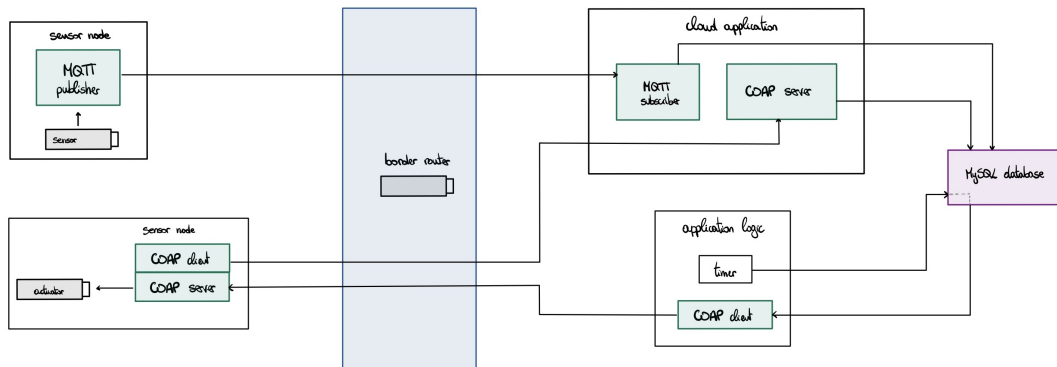 sensor node
MQTT
publisher
sensor
border router
cloud application
MQTT
subscriber
COAP server
MySQL database
sensor node
COAP client
COAP server
actuator
application logic
timer
COAP client